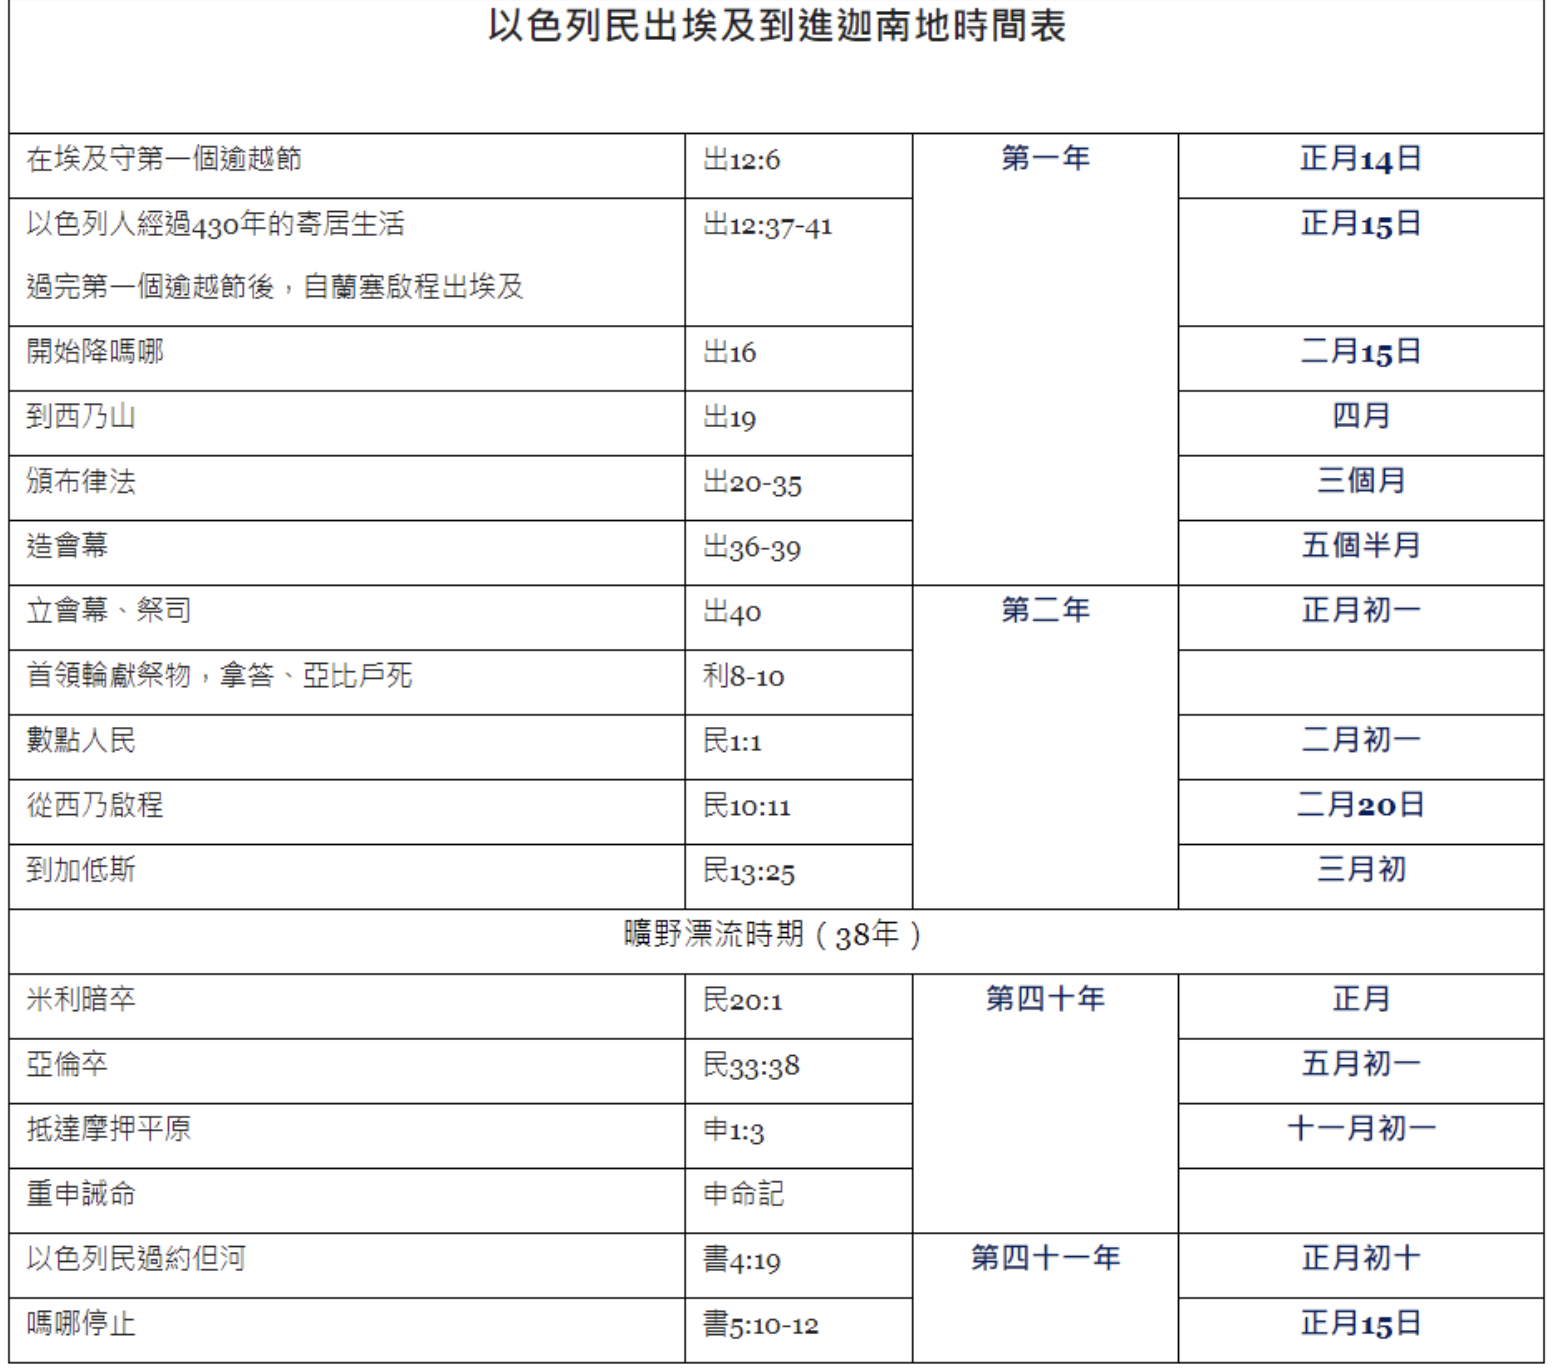 以色列民出埃及到進迦南地時間表
在埃及守第一個逾越節 出12:6 第一年 正月14日
以色列人經過430年的寄居生活 出12:37-41 正月15日
過完第一個逾越節後，自蘭塞啟程出埃及
開始降嗎哪 出16 二月15日
到西乃山 出19 四月
頒布律法 出20-35 三個月
造會幕 出36-39 五個半月
立會幕、祭司 出40 第二年 正月初一
首領輪獻祭物，拿答、亞比戶死 利8-10
數點人民 民1:1 二月初一
從西乃啟程 民10:11 二月20日
到加低斯 民13:25 三月初
曠野漂流時期（38年）
米利暗卒 民20:1 第四十年 正月
亞倫卒 民33:38 五月初一
抵達摩押平原 申1:3 十一月初一
重申誡命 申命記
以色列民過約但河 書4:19 第四十一年 正月初十
嗎哪停止 書5:10-12 正月15日